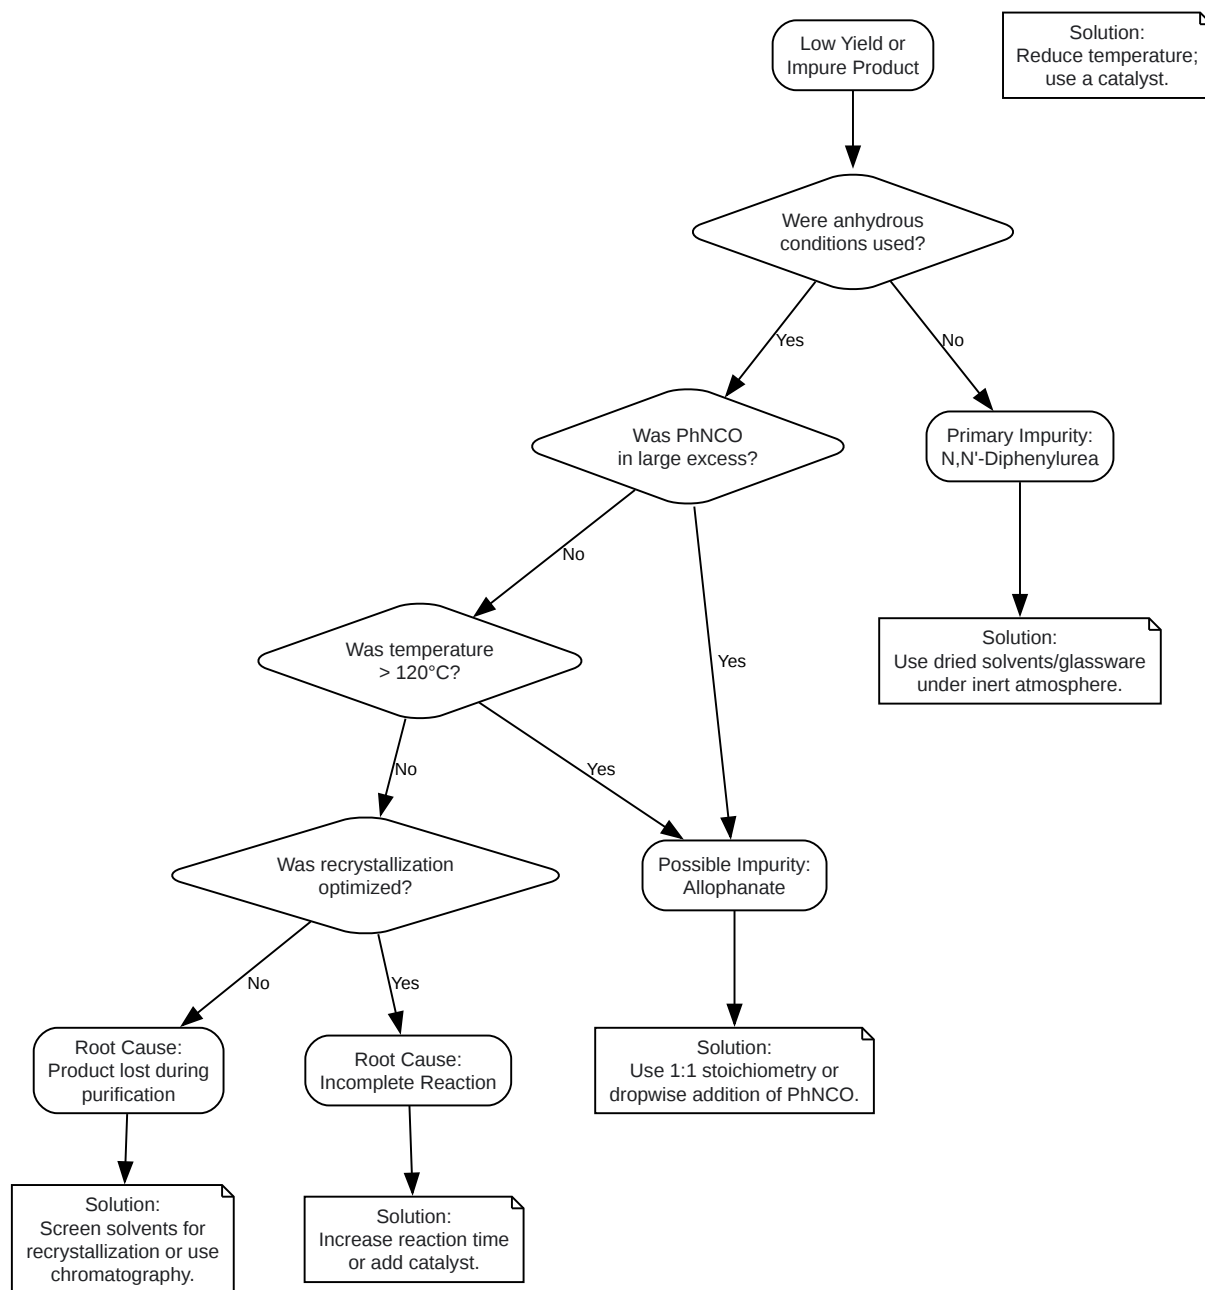 Low Yield or
Impure Product
Solution:
Reduce temperature;
use a catalyst.
Were anhydrous
conditions used?
Yes
No
Was PhNCO
in large excess?
Primary Impurity:
N,N'-Diphenylurea
No
Yes
Solution:
Use dried solvents/glassware
under inert atmosphere.
Was temperature
> 120°C?
No
Yes
Was recrystallization
optimized?
Possible Impurity:
Allophanate
No
Yes
Root Cause:
Product lost during
purification
Root Cause:
Incomplete Reaction
Solution:
Use 1:1 stoichiometry or
dropwise addition of PhNCO.
Solution:
Screen solvents for
recrystallization or use
chromatography.
Solution:
Increase reaction time
or add catalyst.